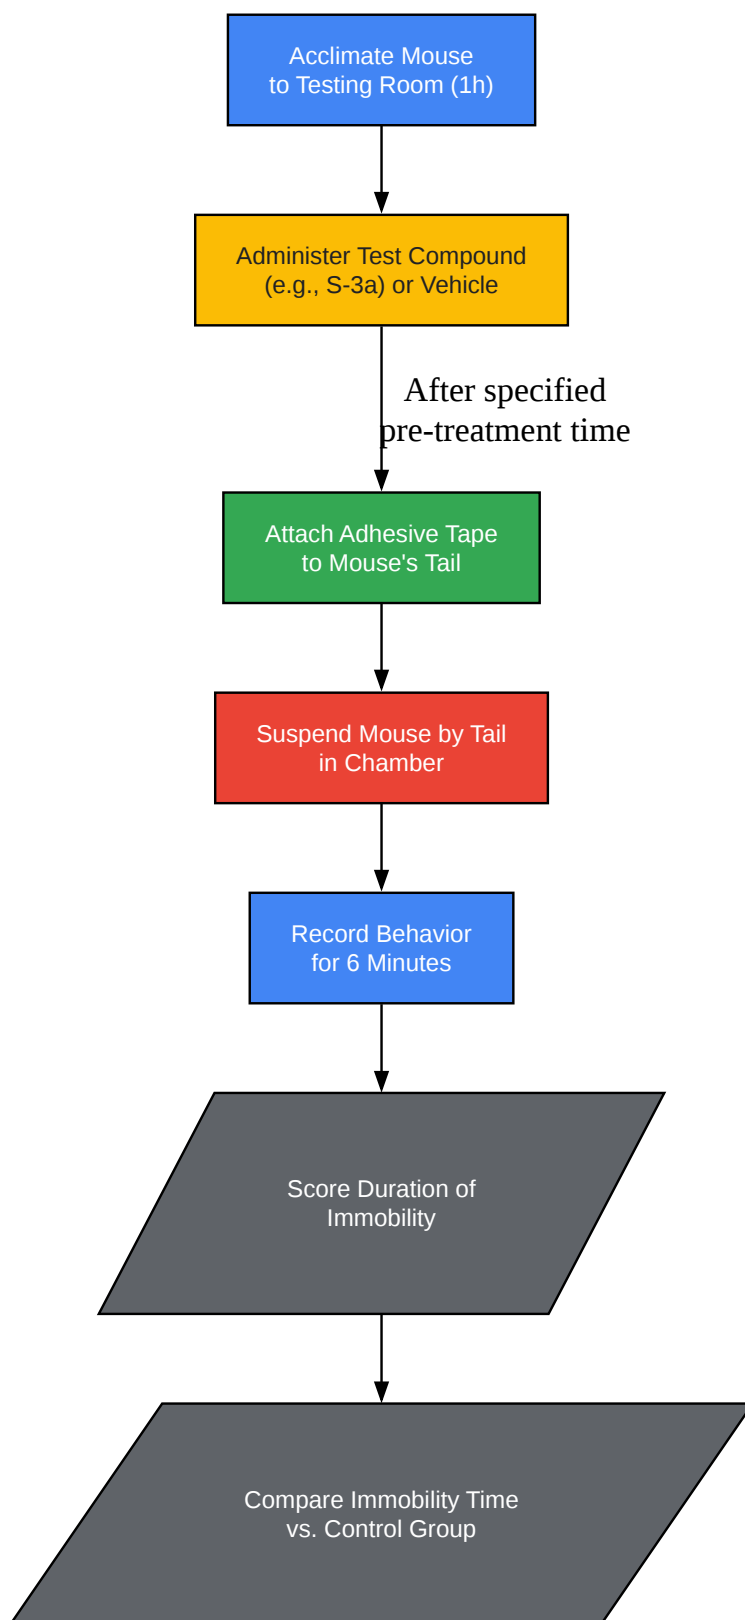 Acclimate Mouse
to Testing Room (1h)
Administer Test Compound
(e.g., S-3a) or Vehicle
After specified
pre-treatment time
Attach Adhesive Tape
to Mouse's Tail
Suspend Mouse by Tail
in Chamber
Record Behavior
for 6 Minutes
Score Duration of
Immobility
Compare Immobility Time
vs. Control Group